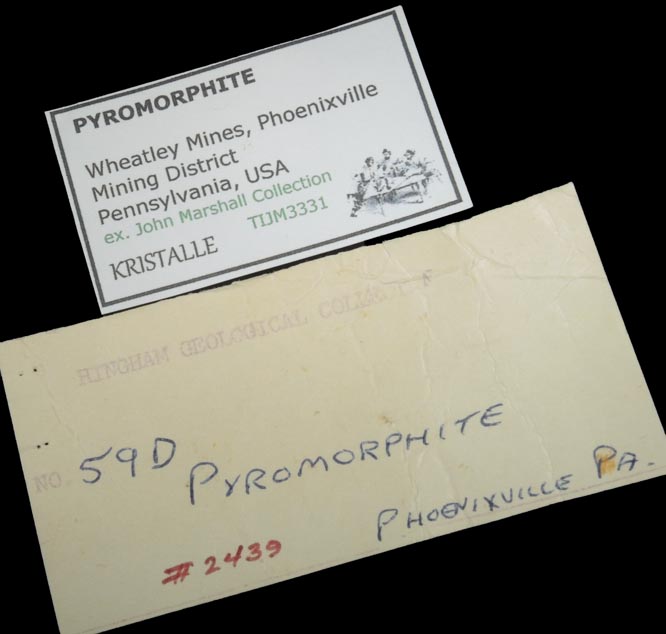 PYROMORPHITE
Wheatley Mines, Phoenixville
Mining District
Pennsylvania, USA
ex. John Marshall Collection
TIJM3331
KRISTALLE
HINGHAM GEOLOGICAL
NO. 59D PYROMORPHITE
PHOENIXVILLE PA.
#2439